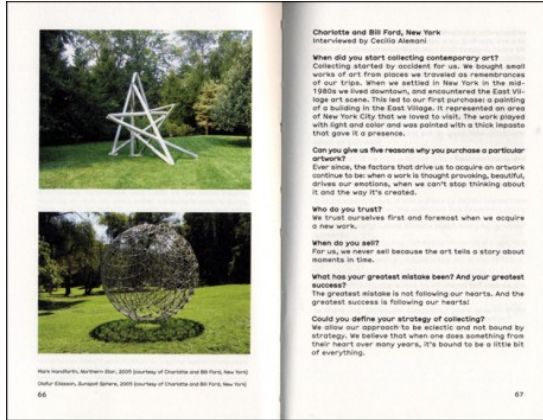 Mark Handforth, Northern Star, 2005 (courtesy of Charlotte and Bill Ford, New York)
Olafur Eliasson, Sunspot Sphere, 2005 (courtesy of Charlotte and Bill Ford, New York)
66
Charlotte and Bill Ford, New York
Interviewed by Cecilia Alemani
When did you start collecting contemporary art?
Collecting started by accident for us. We bought small
works of art from places we traveled as remembrances
of our trips. When we settled in New York in the mid-
1980s we lived downtown, and encountered the East Vil-
lage art scene. This led to our first purchase: a painting
of a building in the East Village. It represented an area
of New York City that we loved to visit. The work played
with light and color and was painted with a thick impasto
that gave it a presence.
Can you give us five reasons why you purchase a particular
artwork?
Ever since, the factors that drive us to acquire an artwork
continue to be: when a work is thought provoking, beautiful,
drives our emotions, when we can't stop thinking about
it and the way it's created.
Who do you trust?
We trust ourselves first and foremost when we acquire
a new work.
When do you sell?
For us, we never sell because the art tells a story about
moments in time.
What has your greatest mistake been? And your greatest
success?
The greatest mistake is not following our hearts. And the
greatest success is following our hearts!
Could you define your strategy of collecting?
We allow our approach to be eclectic and not bound by
strategy. We believe that when one does something from
their heart over many years, it's bound to be a little bit
of everything.
67